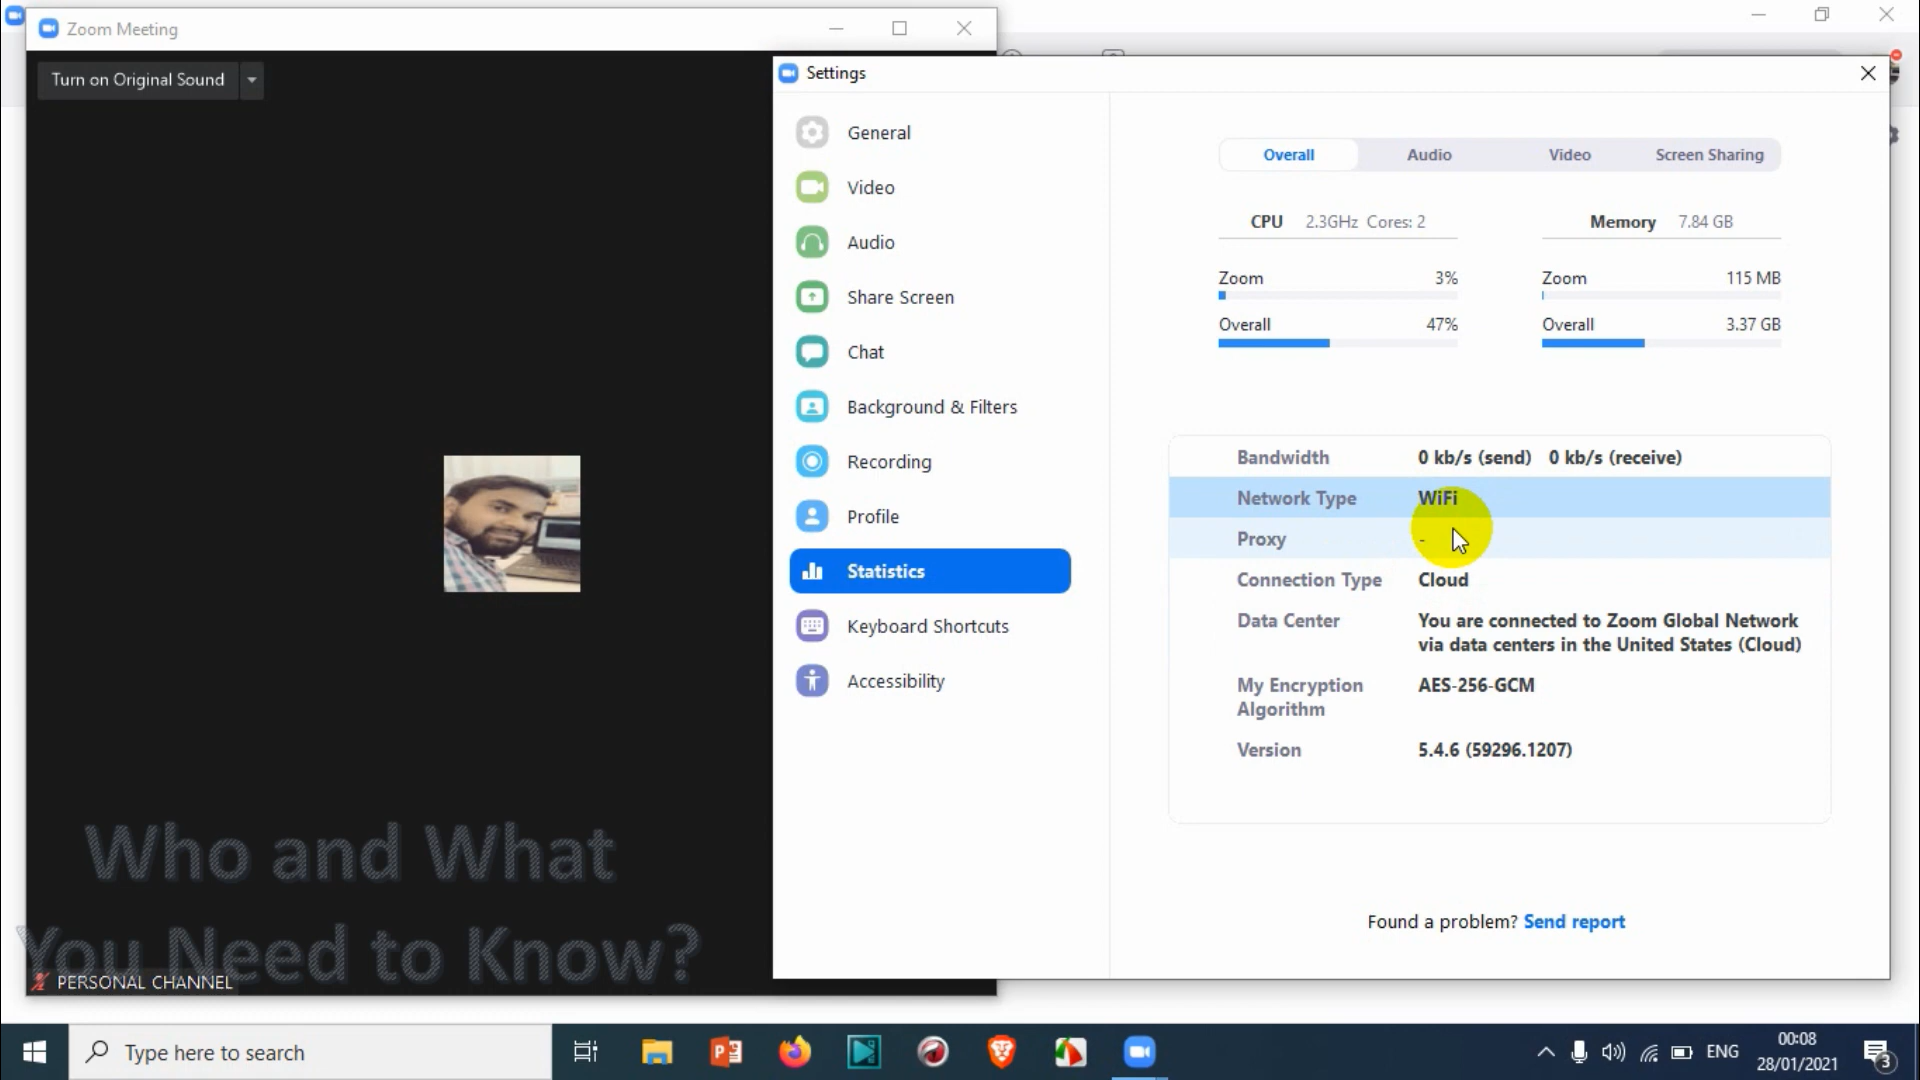 Zoom Meeting
Turn on Original Sound
Settings
General
Video
Audio
Share Screen
Chat
Background & Filters
Recording
Profile
Statistics
Keyboard Shortcuts
Accessibility
Overall Audio Video Screen Sharing
CPU 2.3GHz Cores: 2 Memory 7.84 GB
Zoom 3% Zoom 115 MB
Overall 47% Overall 3.37 GB
Bandwidth 0 kb/s (send) 0 kb/s (receive)
Network Type WiFi
Proxy -
Connection Type Cloud
Data Center You are connected to Zoom Global Network
via data centers in the United States (Cloud)
My Encryption AES-256-GCM
Algorithm
Version 5.4.6 (59296.1207)
Found a problem? Send report
Who and What
You Need to Know?
PERSONAL CHANNEL
Type here to search
ENG
00:08
28/01/2021
3